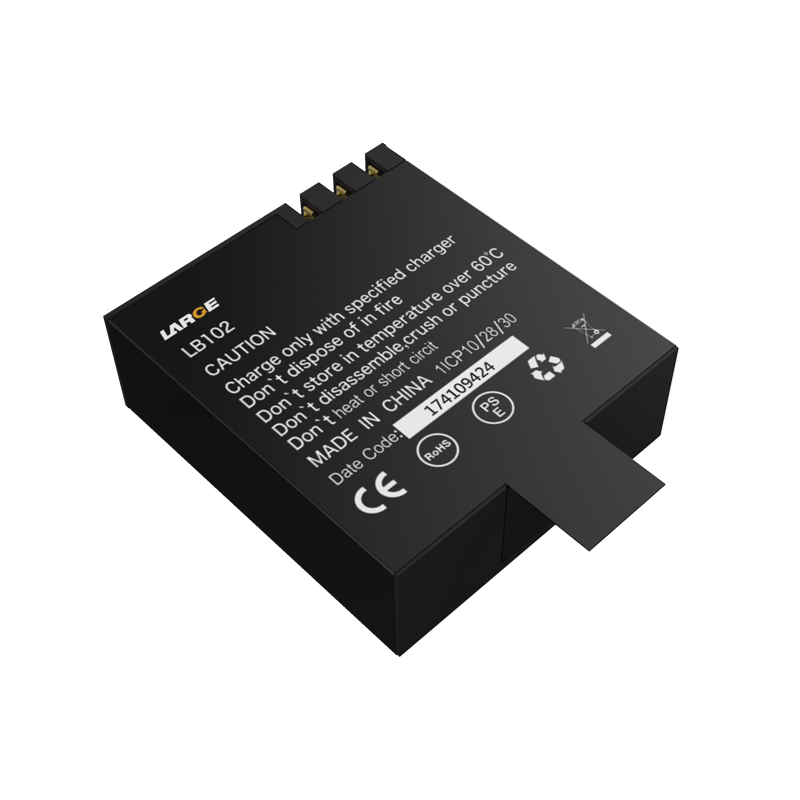 LARGE
LB102
CAUTION
Charge only with specified charger
Don`t dispose of in fire
Don`t store in temperature over 60℃
Don`t disassemble,crush or puncture
Don`t heat or short circit
MADE IN CHINA 1ICP10/28/30
Date Code: 174109424
CE
RoHS
PS
E